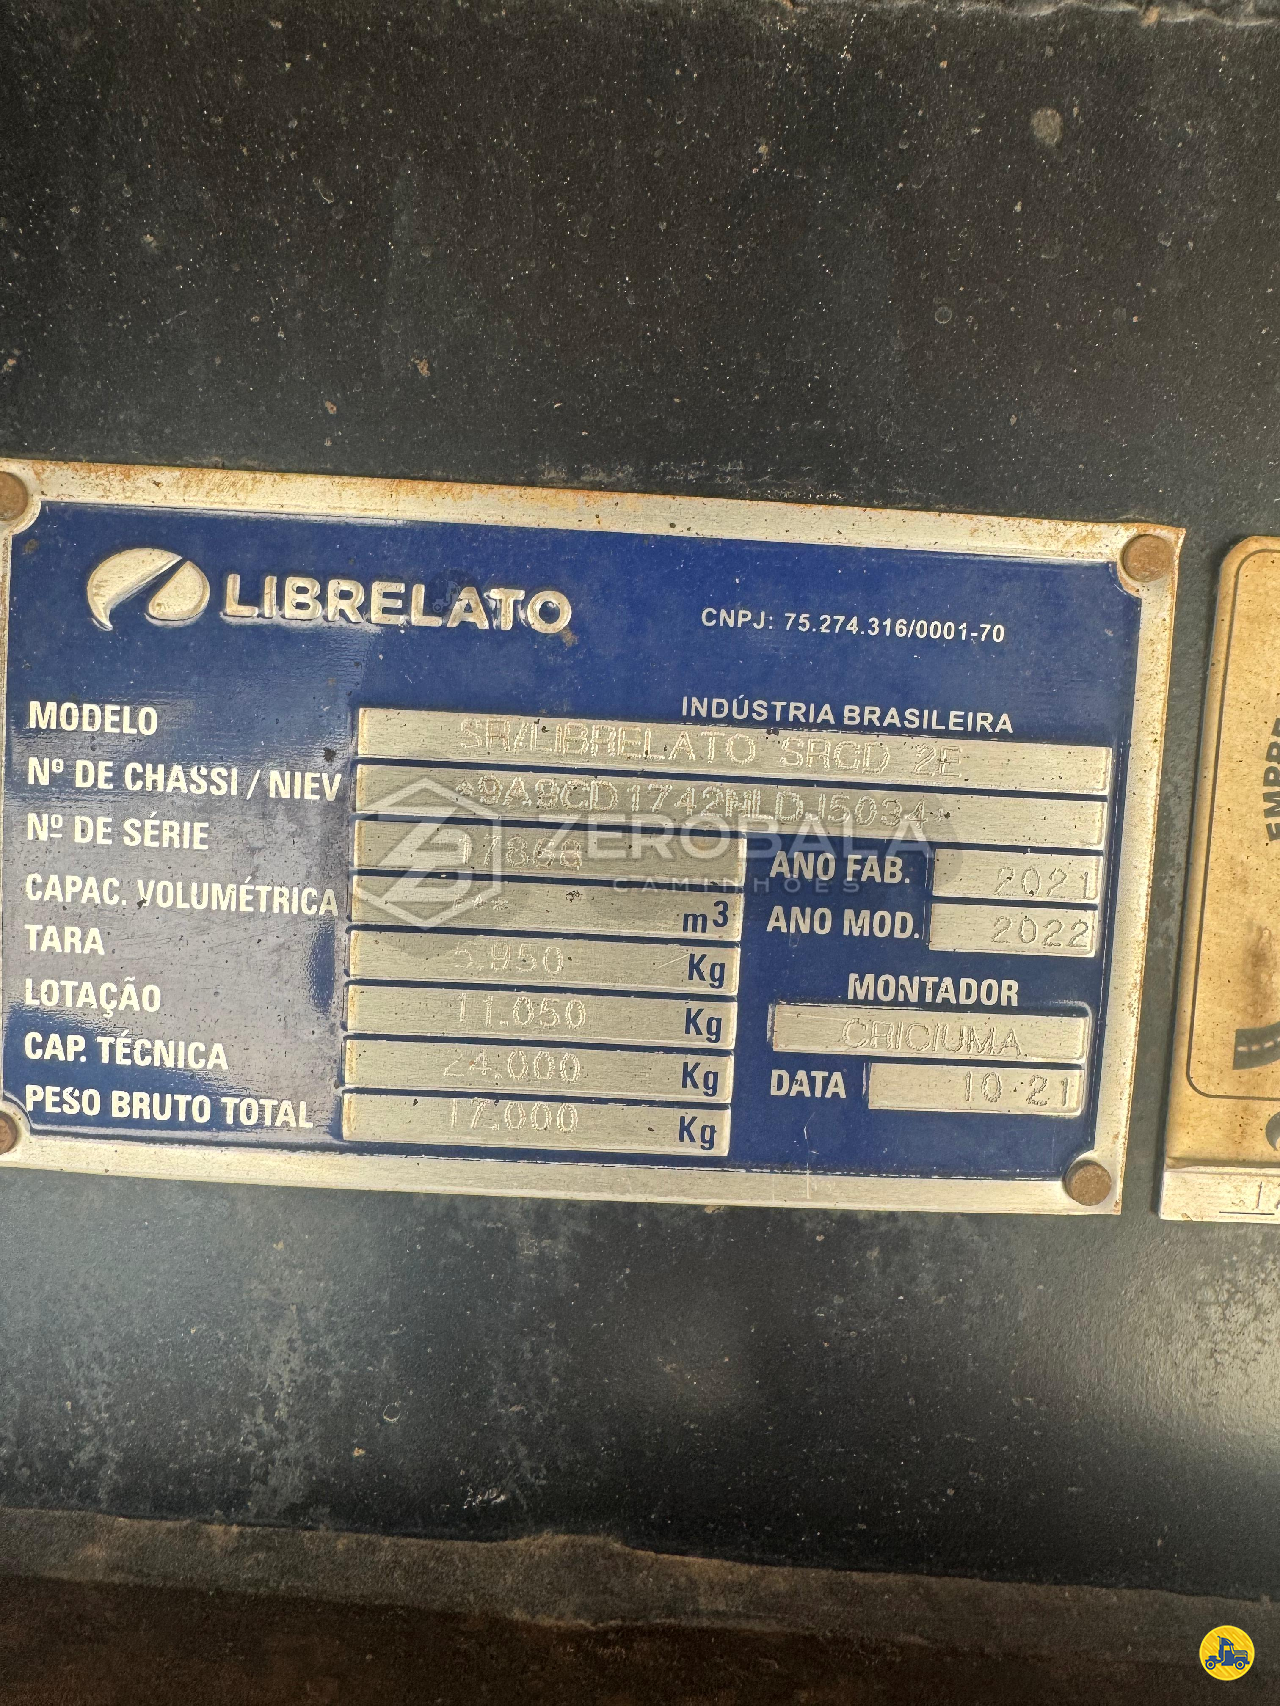 LIBRELATO
CNPJ: 75.274.316/0001-70
INDÚSTRIA BRASILEIRA
MODELO SR/LIBRELATO SRCD 2E
Nº DE CHASSI / NIEV *9A9CD1742NLDJ5034*
Nº DE SÉRIE
ANO FAB. 2021
CAPAC. VOLUMÉTRICA m3
ANO MOD. 2022
TARA 5.950 Kg
LOTAÇÃO 11.050 Kg
MONTADOR
CRICIUMA
CAP. TÉCNICA 24.000 Kg
DATA 10.21
PESO BRUTO TOTAL 17.000 Kg
ZEROBALA
CAMINHÕES